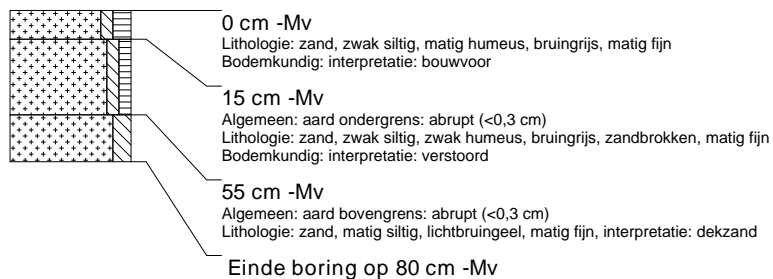 0 cm -Mv
Lithologie: zand, zwak siltig, matig humeus, bruingrijs, matig fijn
Bodemkundig: interpretatie: bouwvoor
15 cm -Mv
Algemeen: aard ondergrens: abrupt (<0,3 cm)
Lithologie: zand, zwak siltig, zwak humeus, bruingrijs, zandbrokken, matig fijn
Bodemkundig: interpretatie: verstoord
55 cm -Mv
Algemeen: aard bovengrens: abrupt (<0,3 cm)
Lithologie: zand, matig siltig, lichtbruingeel, matig fijn, interpretatie: dekzand
Einde boring op 80 cm -Mv